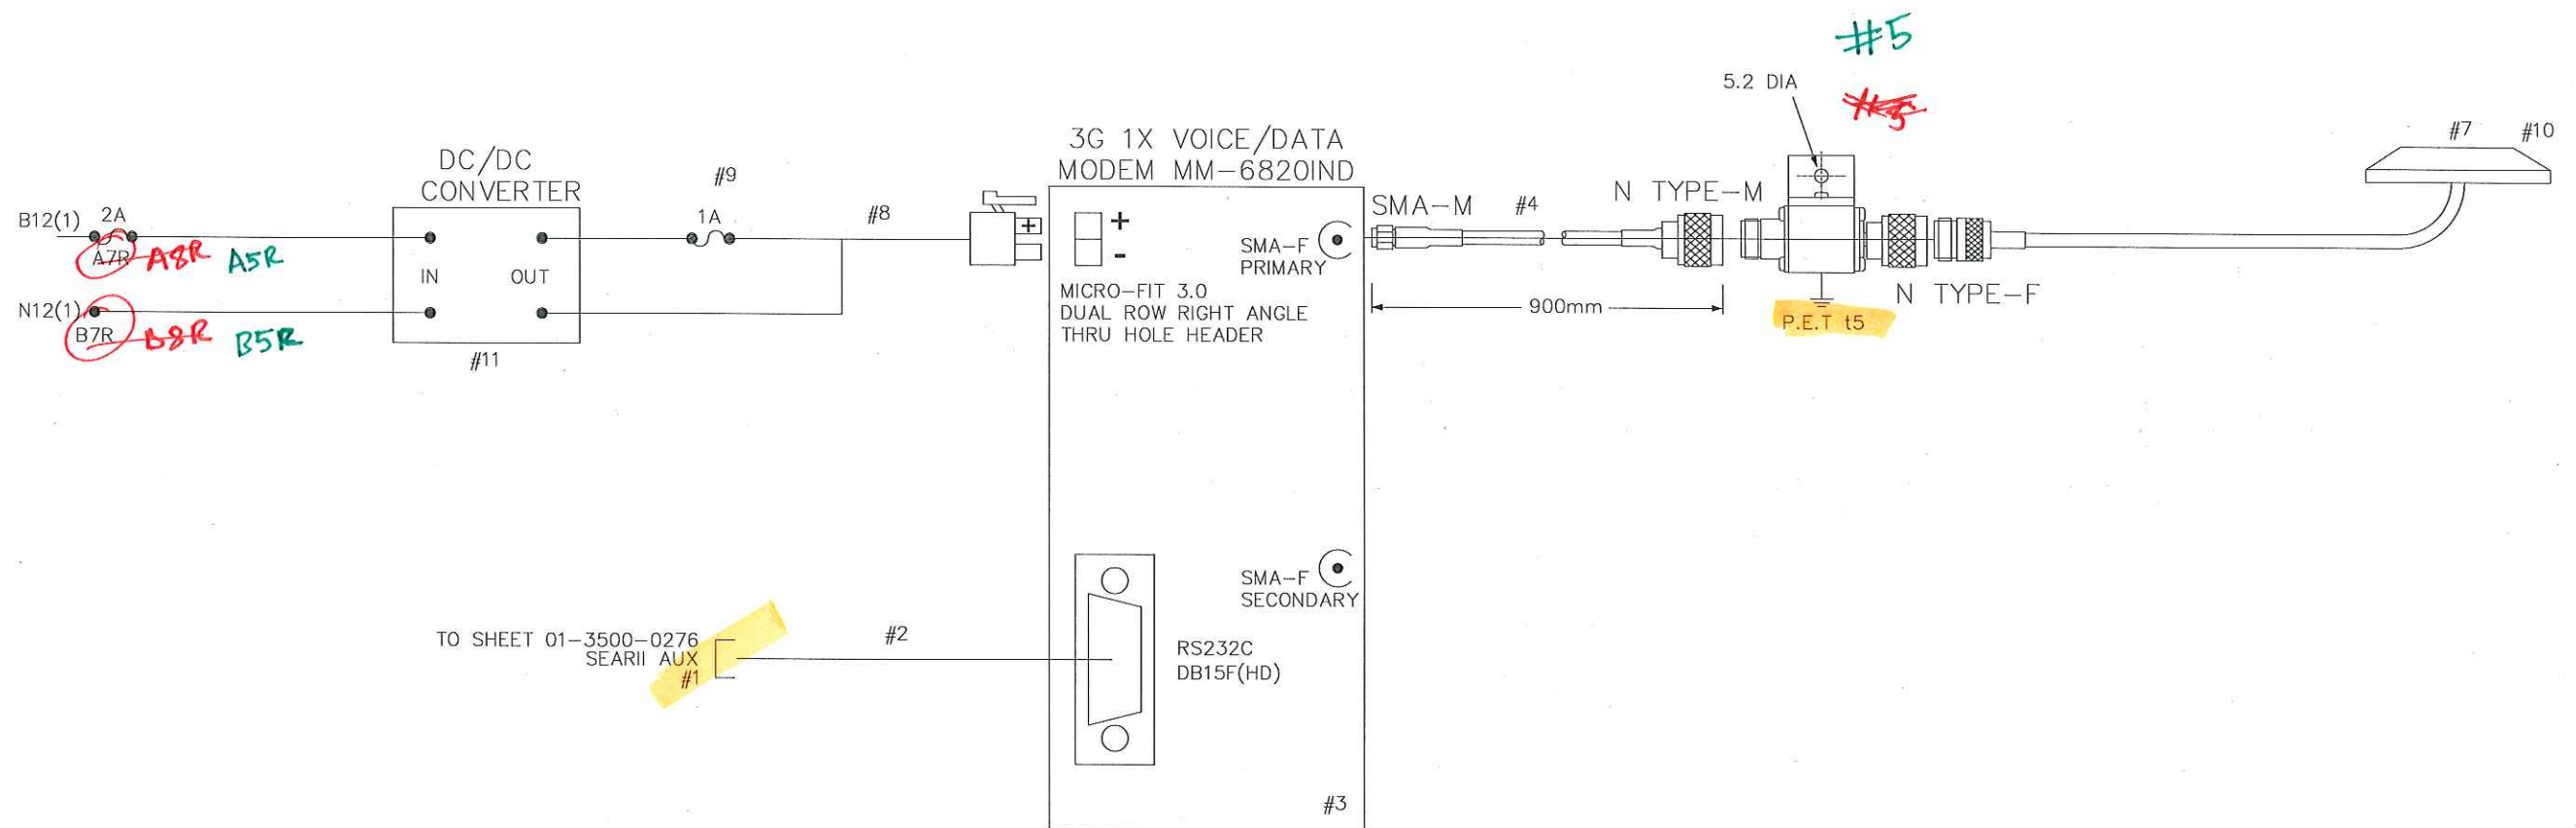 #5
5.2 DIA
#5
#7 #10
3G 1X VOICE/DATA
MODEM MM-6820IND
DC/DC
CONVERTER
#9
B12(1)
2A
A7R
A8R
A5R
1A
#8
IN
OUT
N12(1)
B7R
B8R
B5R
#11
+
+
-
SMA-F
PRIMARY
SMA-M
#4
N TYPE-M
N TYPE-F
900mm
P.E.T t5
MICRO-FIT 3.0
DUAL ROW RIGHT ANGLE
THRU HOLE HEADER
SMA-F
SECONDARY
TO SHEET 01-3500-0276
SEARII AUX
#1
#2
RS232C
DB15F(HD)
#3